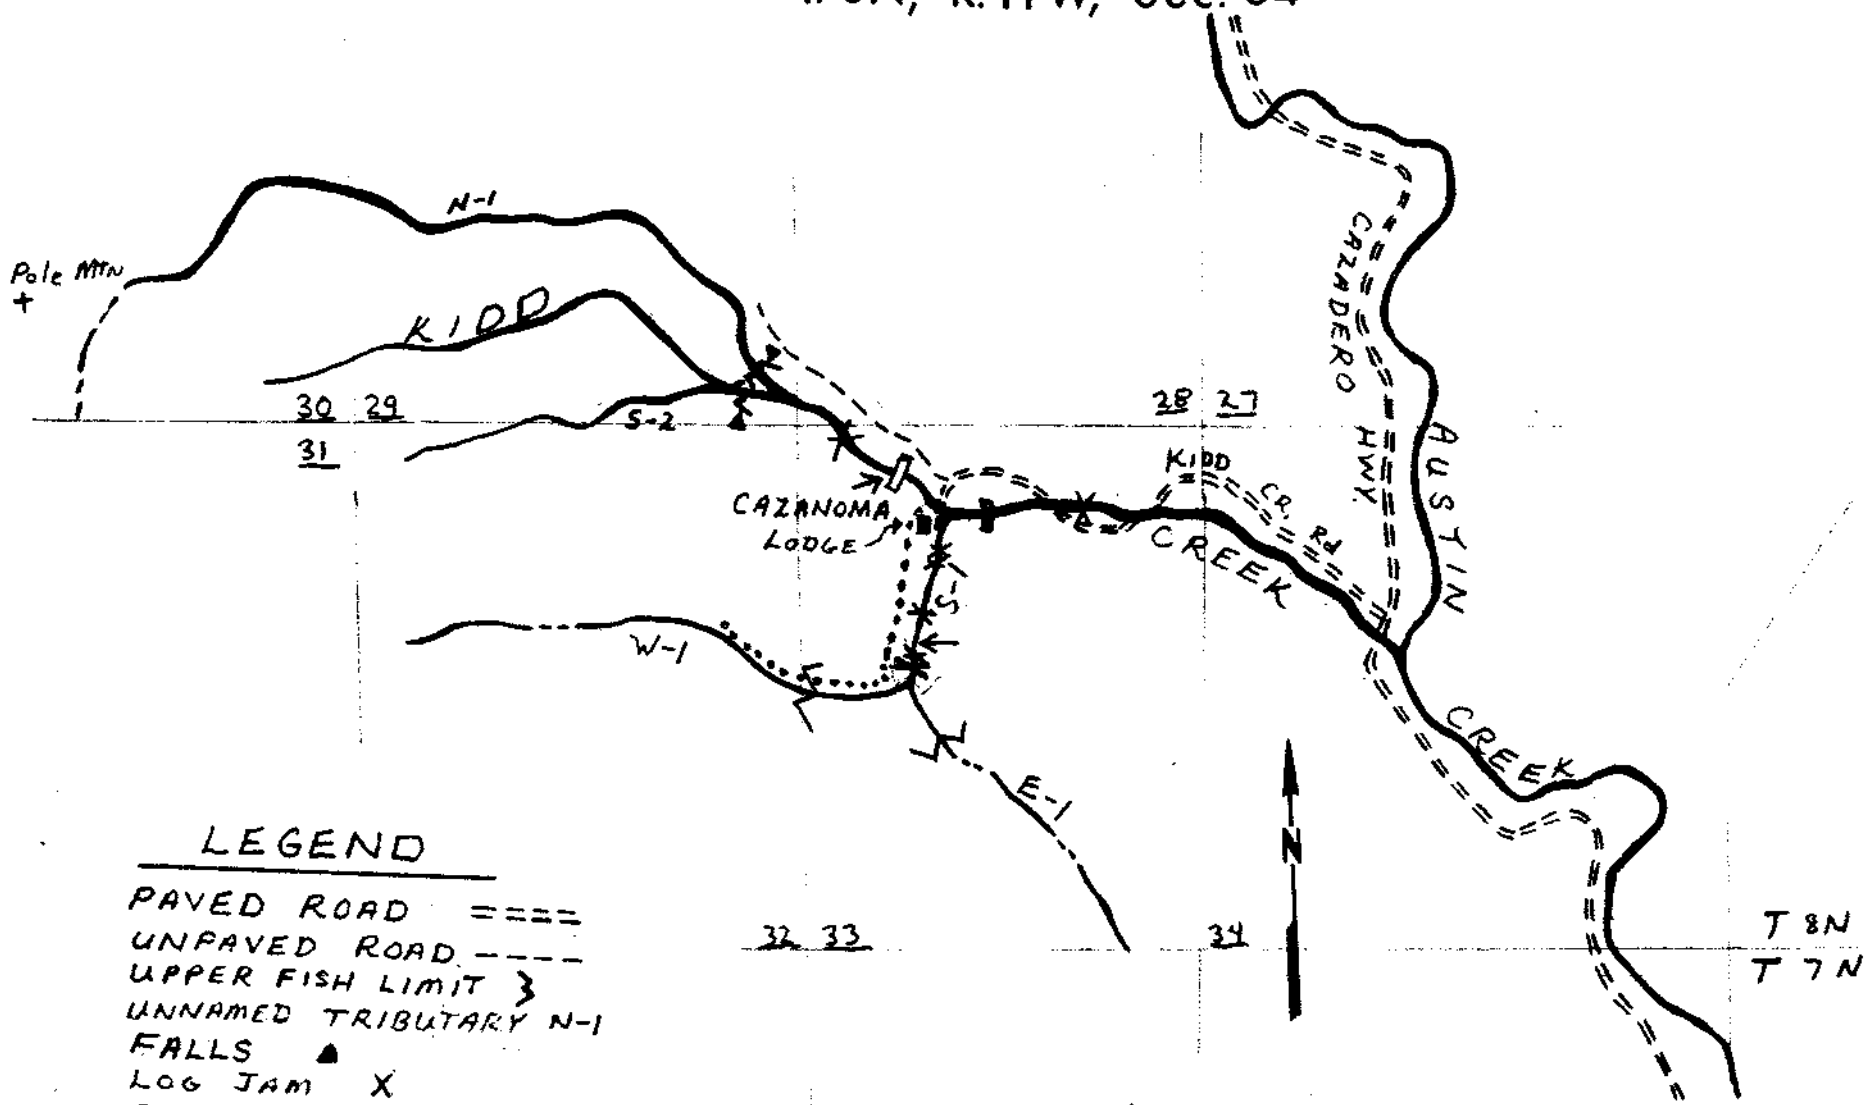 N-1
Pole MTN
+
KIDD
30 29
31
S-2
28 27
CAZADERO HWY.
AUSTIN
CREEK
KIDD CR. Rd
CREEK
CAZANOMA
LODGE
S-1
W-1
E-1
N
32 33
34
T 8N
T 7N
LEGEND
PAVED ROAD ====
UNPAVED ROAD ----
UPPER FISH LIMIT }
UNNAMED TRIBUTARY N-1
FALLS ▲
LOG JAM X